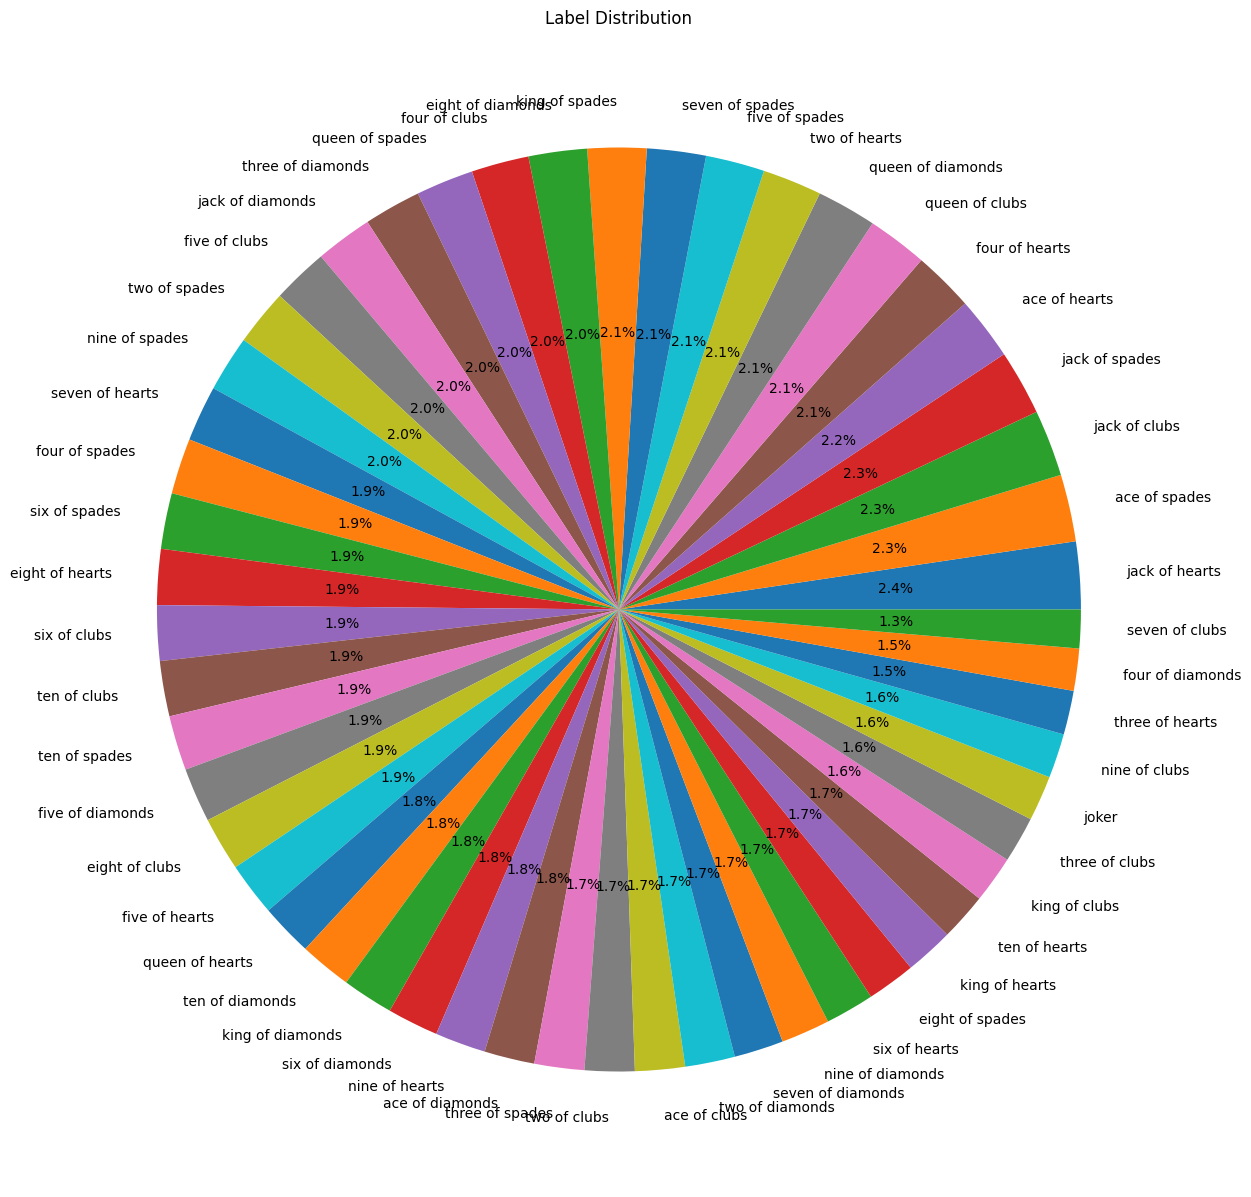 Label Distribution
king of spades
eight of diamonds
seven of spades
four of clubs
five of spades
queen of spades
two of hearts
three of diamonds
queen of diamonds
jack of diamonds
queen of clubs
five of clubs
four of hearts
two of spades
ace of hearts
nine of spades
jack of spades
seven of hearts
jack of clubs
four of spades
ace of spades
six of spades
jack of hearts
eight of hearts
seven of clubs
six of clubs
four of diamonds
ten of clubs
three of hearts
ten of spades
nine of clubs
five of diamonds
joker
eight of clubs
three of clubs
five of hearts
king of clubs
queen of hearts
ten of hearts
ten of diamonds
king of hearts
king of diamonds
eight of spades
six of diamonds
six of hearts
nine of hearts
nine of diamonds
ace of diamonds
seven of diamonds
three of spades
two of diamonds
two of clubs
ace of clubs
2.4%
2.3%
2.3%
2.3%
2.2%
2.1%
2.1%
2.1%
2.1%
2.1%
2.1%
2.1%
2.0%
2.0%
2.0%
2.0%
2.0%
2.0%
2.0%
2.0%
1.9%
1.9%
1.9%
1.9%
1.9%
1.9%
1.9%
1.9%
1.9%
1.9%
1.8%
1.8%
1.8%
1.8%
1.8%
1.8%
1.7%
1.7%
1.7%
1.7%
1.7%
1.7%
1.7%
1.7%
1.7%
1.7%
1.6%
1.6%
1.6%
1.6%
1.5%
1.5%
1.3%